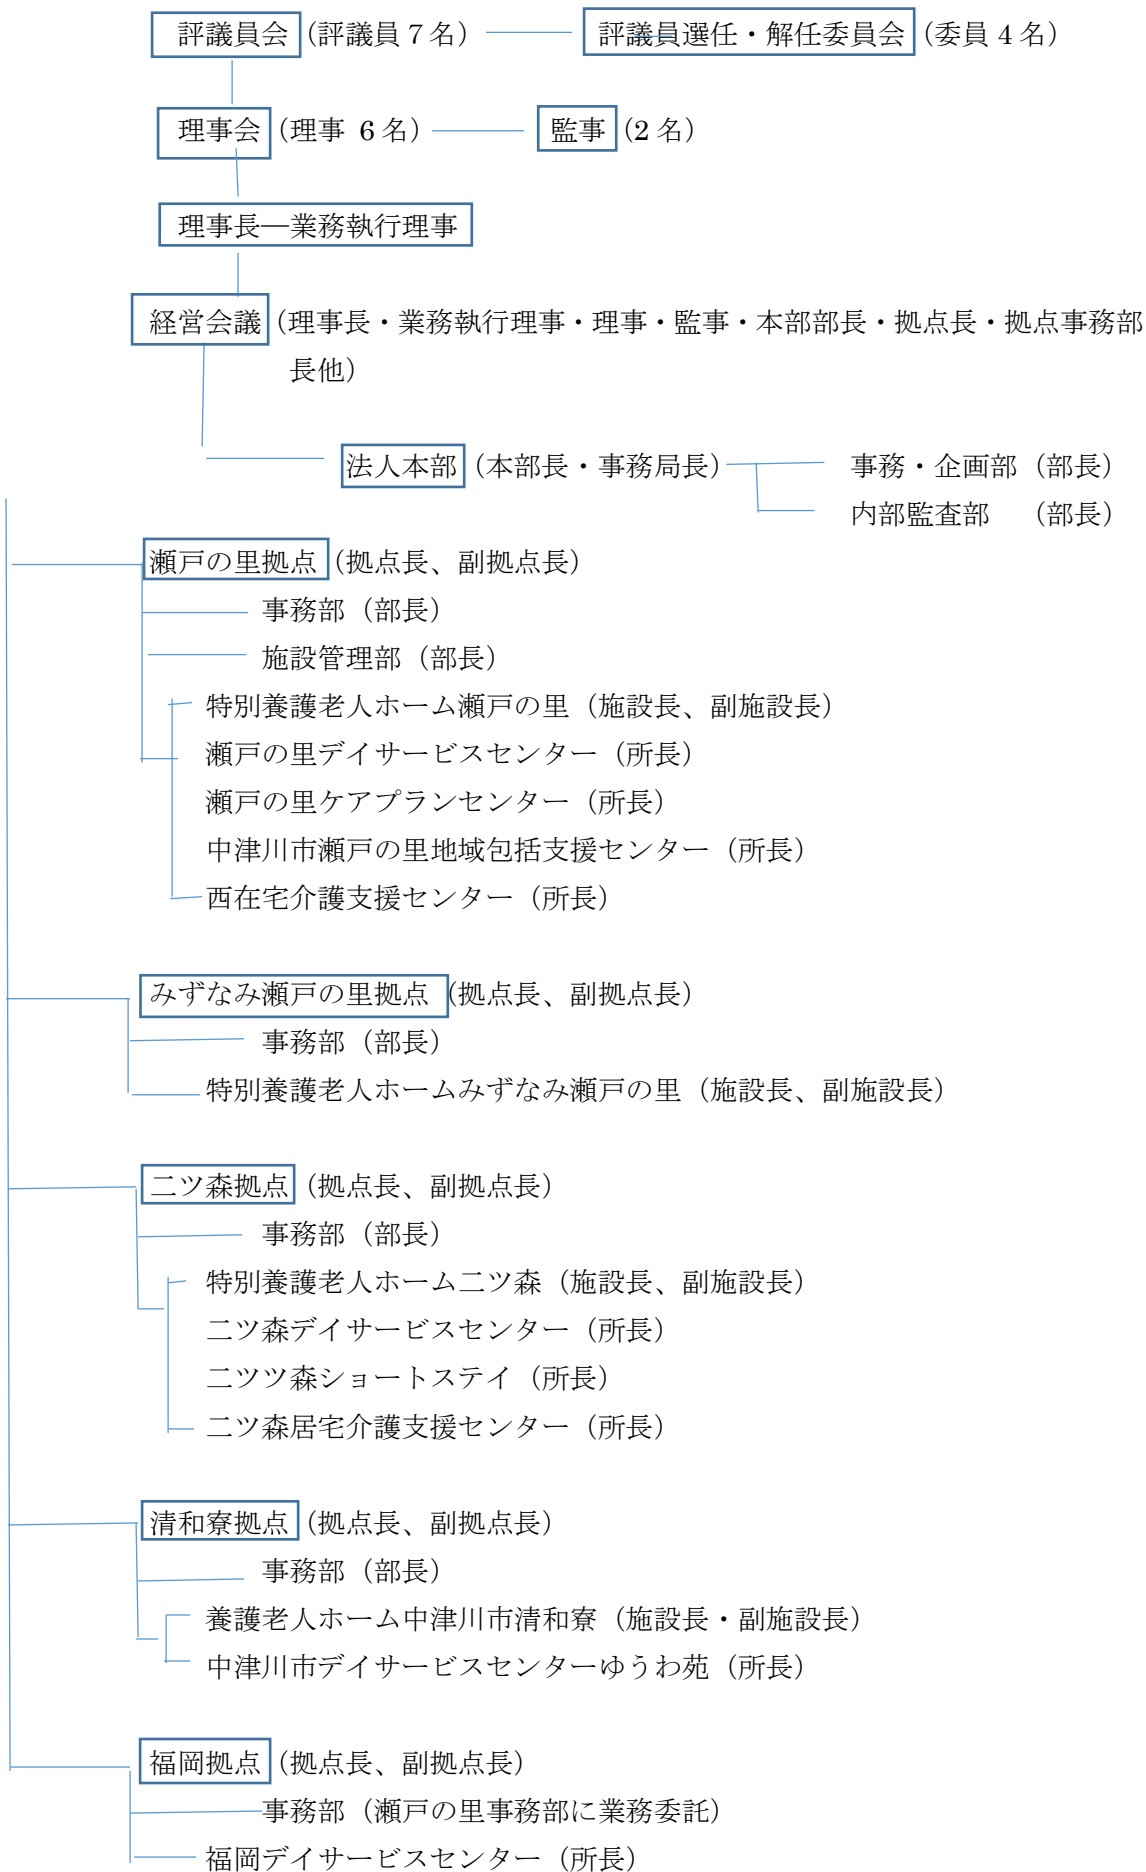 評議員会（評議員７名） 評議員選任・解任委員会（委員 4 名）
理事会（理事 6 名） 監事（2 名）
理事長―業務執行理事
経営会議（理事長・業務執行理事・理事・監事・本部部長・拠点長・拠点事務部
長他）
法人本部（本部長・事務局長） 事務・企画部（部長）
内部監査部 （部長）
瀬戸の里拠点（拠点長、副拠点長）
事務部（部長）
施設管理部（部長）
特別養護老人ホーム瀬戸の里（施設長、副施設長）
瀬戸の里デイサービスセンター（所長）
瀬戸の里ケアプランセンター（所長）
中津川市瀬戸の里地域包括支援センター（所長）
西在宅介護支援センター（所長）
みずなみ瀬戸の里拠点（拠点長、副拠点長）
事務部（部長）
特別養護老人ホームみずなみ瀬戸の里（施設長、副施設長）
二ツ森拠点（拠点長、副拠点長）
事務部（部長）
特別養護老人ホーム二ツ森（施設長、副施設長）
二ツ森デイサービスセンター（所長）
二ツツ森ショートステイ（所長）
二ツ森居宅介護支援センター（所長）
清和寮拠点（拠点長、副拠点長）
事務部（部長）
養護老人ホーム中津川市清和寮（施設長・副施設長）
中津川市デイサービスセンターゆうわ苑（所長）
福岡拠点（拠点長、副拠点長）
事務部（瀬戸の里事務部に業務委託）
福岡デイサービスセンター（所長）